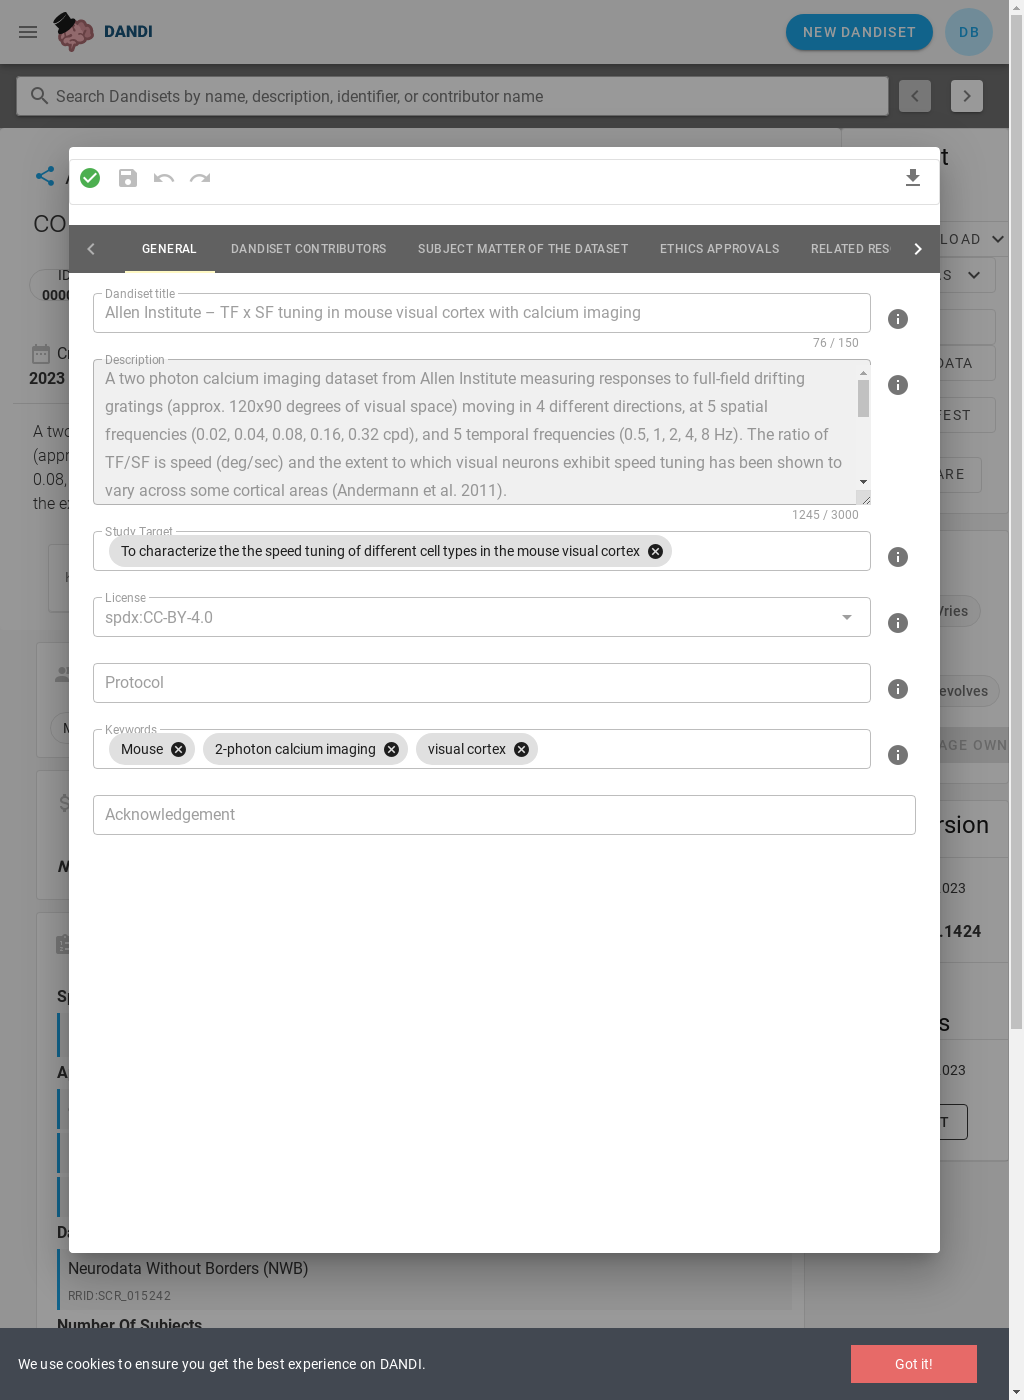 DANDI
NEW DANDISET
DB
Search Dandisets by name, description, identifier, or contributor name
GENERAL
DANDISET CONTRIBUTORS
SUBJECT MATTER OF THE DATASET
ETHICS APPROVALS
RELATED
Dandiset title
Allen Institute – TF x SF tuning in mouse visual cortex with calcium imaging
76 / 150
Description
A two photon calcium imaging dataset from Allen Institute measuring responses to full-field drifting
gratings (approx. 120x90 degrees of visual space) moving in 4 different directions, at 5 spatial
frequencies (0.02, 0.04, 0.08, 0.16, 0.32 cpd), and 5 temporal frequencies (0.5, 1, 2, 4, 8 Hz). The ratio of
TF/SF is speed (deg/sec) and the extent to which visual neurons exhibit speed tuning has been shown to
vary across some cortical areas (Andermann et al. 2011).
1245 / 3000
Study Target
To characterize the the speed tuning of different cell types in the mouse visual cortex
License
spdx:CC-BY-4.0
Protocol
Keywords
Mouse
2-photon calcium imaging
visual cortex
Acknowledgement
2023
A two
0.08,
the
Neurodata Without Borders (NWB)
RRID:SCR_015242
Number Of Subjects
We use cookies to ensure you get the best experience on DANDI.
Got it!